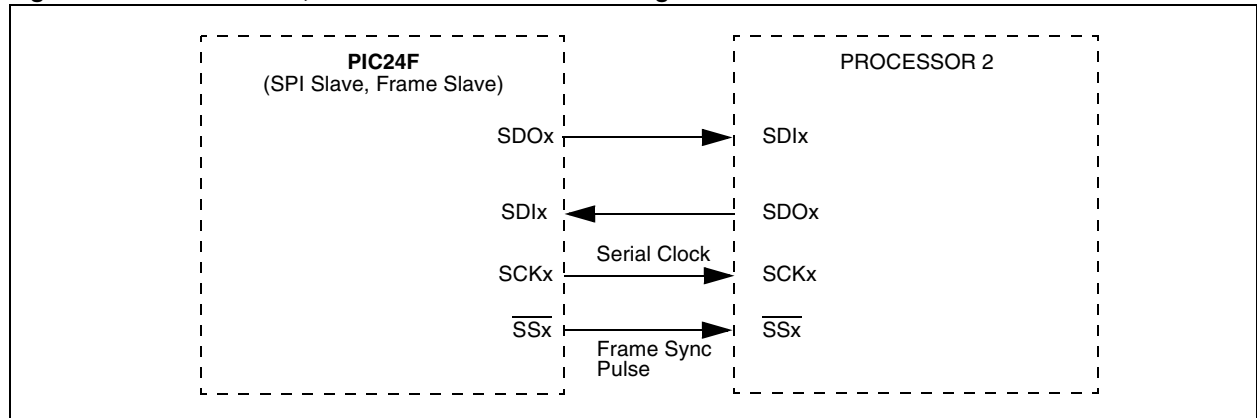 PIC24F
(SPI Slave, Frame Slave)
PROCESSOR 2
SDOx
SDIx
SDIx
SDOx
Serial Clock
SCKx
SCKx
SSx
SSx
Frame Sync
Pulse